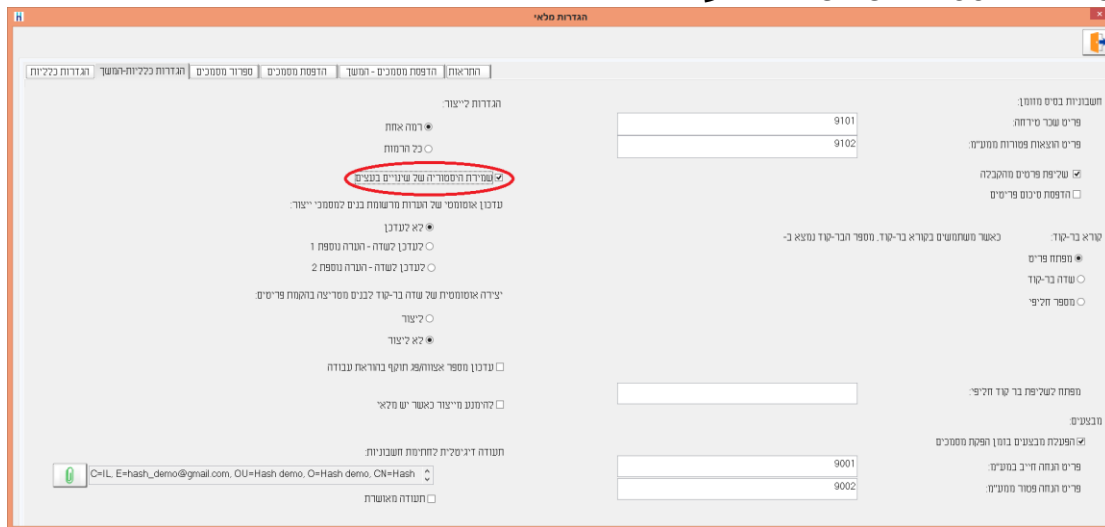 הגדרות מלאי
הגדרות כלליות
הגדרות כלליות-המשך
ספרור מסמכים
הדפסת מסמכים
הדפסת מסמכים - המשך
התראות
חשבוניות בסיס מזומן:
פריט שכר טירחה:
9101
פריט הוצאות פטורות ממע"מ:
9102
שליפת פרטים מהקבלה
הדפסת סיכום פריטים
קורא בר-קוד:
כאשר משתמשים בקורא בר-קוד, מספר הבר-קוד נמצא ב-
מפתח פריט
שדה בר-קוד
מספר חליפי
מפתח לשליפת בר קוד חליפי:
מבצעים:
הפעלת מבצעים בזמן הפקת מסמכים
פריט הנחה חייב במע"מ:
9001
פריט הנחה פטור ממע"מ:
9002
הגדרות לייצור:
רמה אחת
כל הרמות
שמירת היסטוריה של שינויים בעצים
עדכון אוטומטי של הערות מרשומת בנים למסמכי ייצור:
לא לעדכן
לעדכן לשדה - הערה נוספת 1
לעדכן לשדה - הערה נוספת 2
יצירה אוטומטית של שדה בר-קוד לבנים מטריצה בהקמת פריטים:
ליצור
לא ליצור
עדכון מספר אצווה/פג תוקף בהוראת עבודה
להימנע מייצור כאשר יש מלאי
תעודה דיגיטלית לחתימת חשבוניות:
C=IL, E=hash_demo@gmail.com, OU=Hash demo, O=Hash demo, CN=Hash
תעודה מאושרת